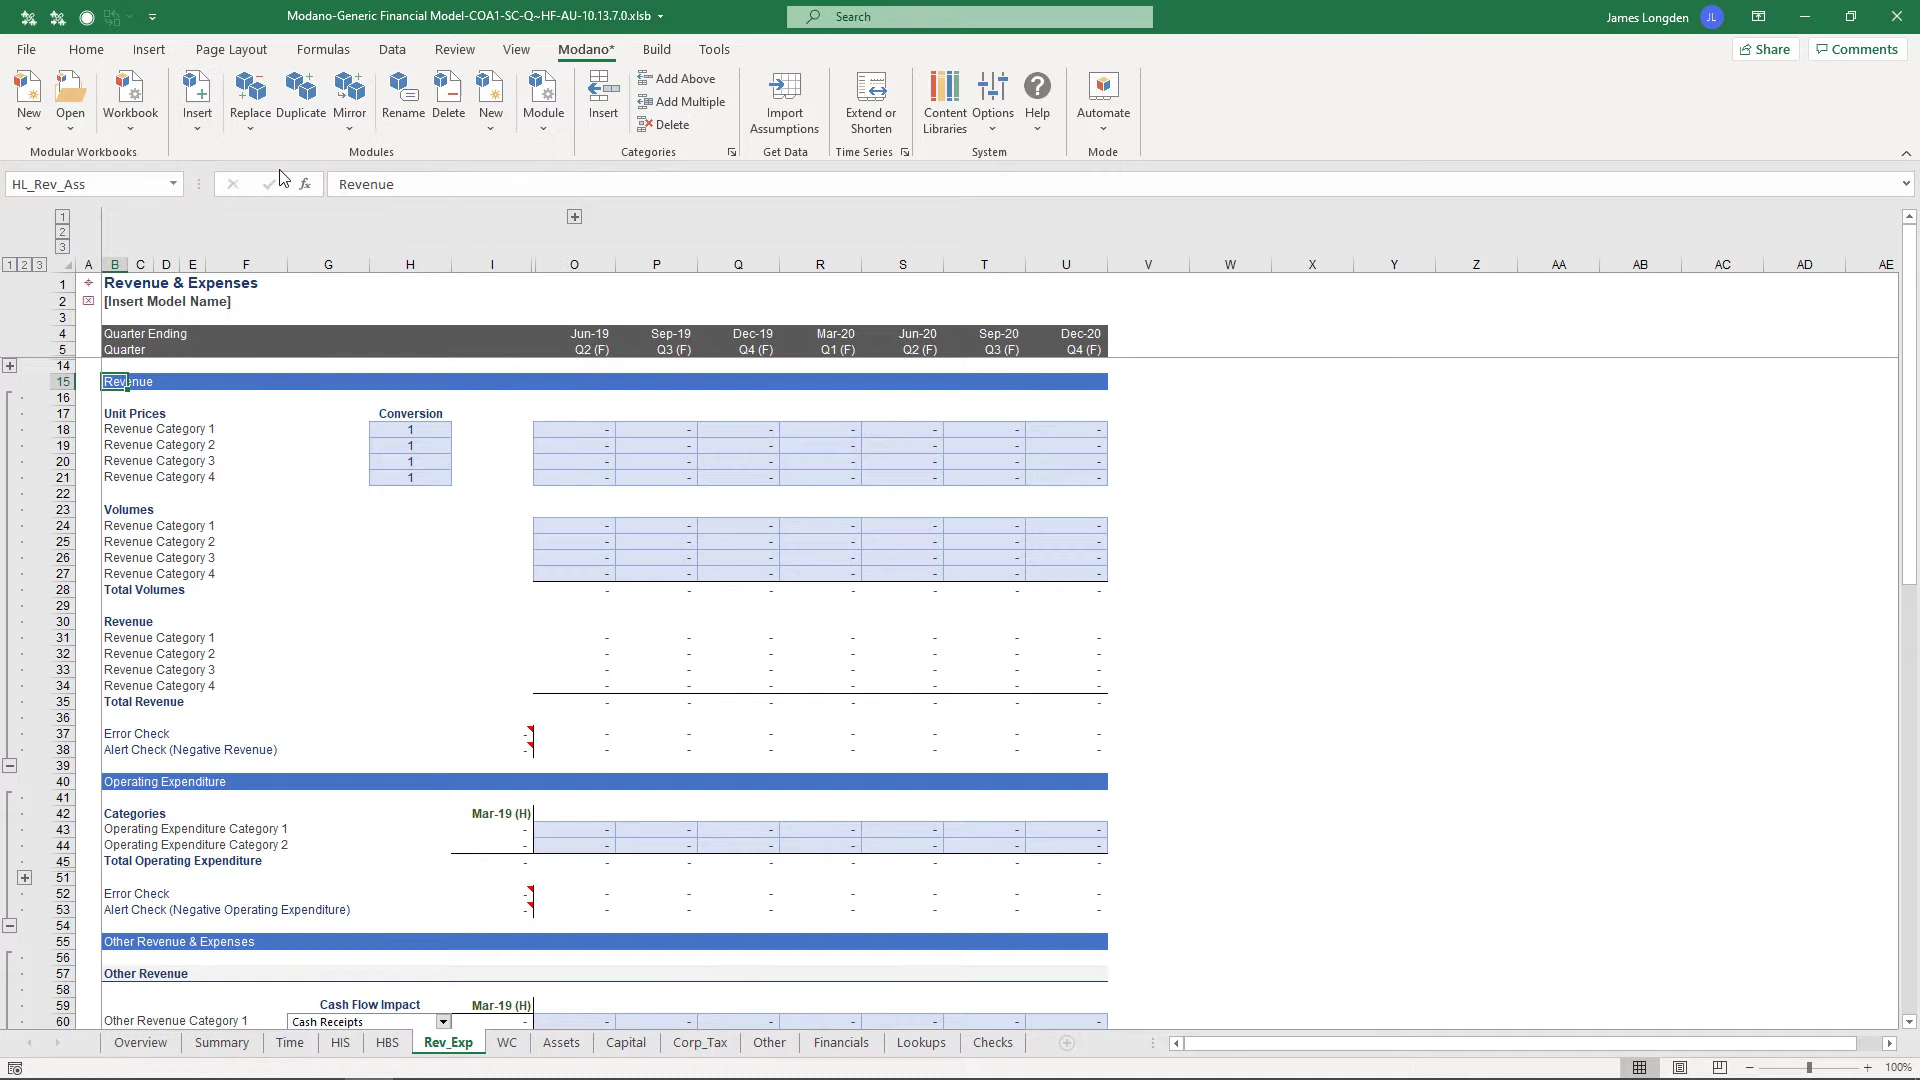 Modano-Generic Financial Model-COA1-SC-Q~HF-AU-10.13.7.0.xlsb
Search
James Longden JL
File Home Insert Page Layout Formulas Data Review View Modano* Build Tools Share Comments
New Open Workbook Insert Replace Duplicate Mirror Rename Delete New Module Insert Add Above Add Multiple Delete Import Assumptions Extend or Shorten Content Libraries Options Help Automate
Modular Workbooks Modules Categories Get Data Time Series System Mode
HL_Rev_Ass fx Revenue
1
2
3
1 2 3 A B C D E F G H I O P Q R S T U V W X Y Z AA AB AC AD AE
1 Revenue & Expenses
2 [Insert Model Name]
3
4 Quarter Ending Jun-19 Sep-19 Dec-19 Mar-20 Jun-20 Sep-20 Dec-20
5 Quarter Q2 (F) Q3 (F) Q4 (F) Q1 (F) Q2 (F) Q3 (F) Q4 (F)
14
15 Revenue
16
17 Unit Prices Conversion
18 Revenue Category 1 1 - - - - - - -
19 Revenue Category 2 1 - - - - - - -
20 Revenue Category 3 1 - - - - - - -
21 Revenue Category 4 1 - - - - - - -
22
23 Volumes
24 Revenue Category 1 - - - - - - -
25 Revenue Category 2 - - - - - - -
26 Revenue Category 3 - - - - - - -
27 Revenue Category 4 - - - - - - -
28 Total Volumes - - - - - - -
29
30 Revenue
31 Revenue Category 1 - - - - - - -
32 Revenue Category 2 - - - - - - -
33 Revenue Category 3 - - - - - - -
34 Revenue Category 4 - - - - - - -
35 Total Revenue - - - - - - -
36
37 Error Check - - - - - - - -
38 Alert Check (Negative Revenue) - - - - - - - -
39
40 Operating Expenditure
41
42 Categories Mar-19 (H)
43 Operating Expenditure Category 1 - - - - - - - -
44 Operating Expenditure Category 2 - - - - - - - -
45 Total Operating Expenditure - - - - - - - -
51
52 Error Check - - - - - - - -
53 Alert Check (Negative Operating Expenditure) - - - - - - - -
54
55 Other Revenue & Expenses
56
57 Other Revenue
58
59 Cash Flow Impact Mar-19 (H)
60 Other Revenue Category 1 Cash Receipts - - - - - - - -
Overview Summary Time HIS HBS Rev_Exp WC Assets Capital Corp_Tax Other Financials Lookups Checks
100%